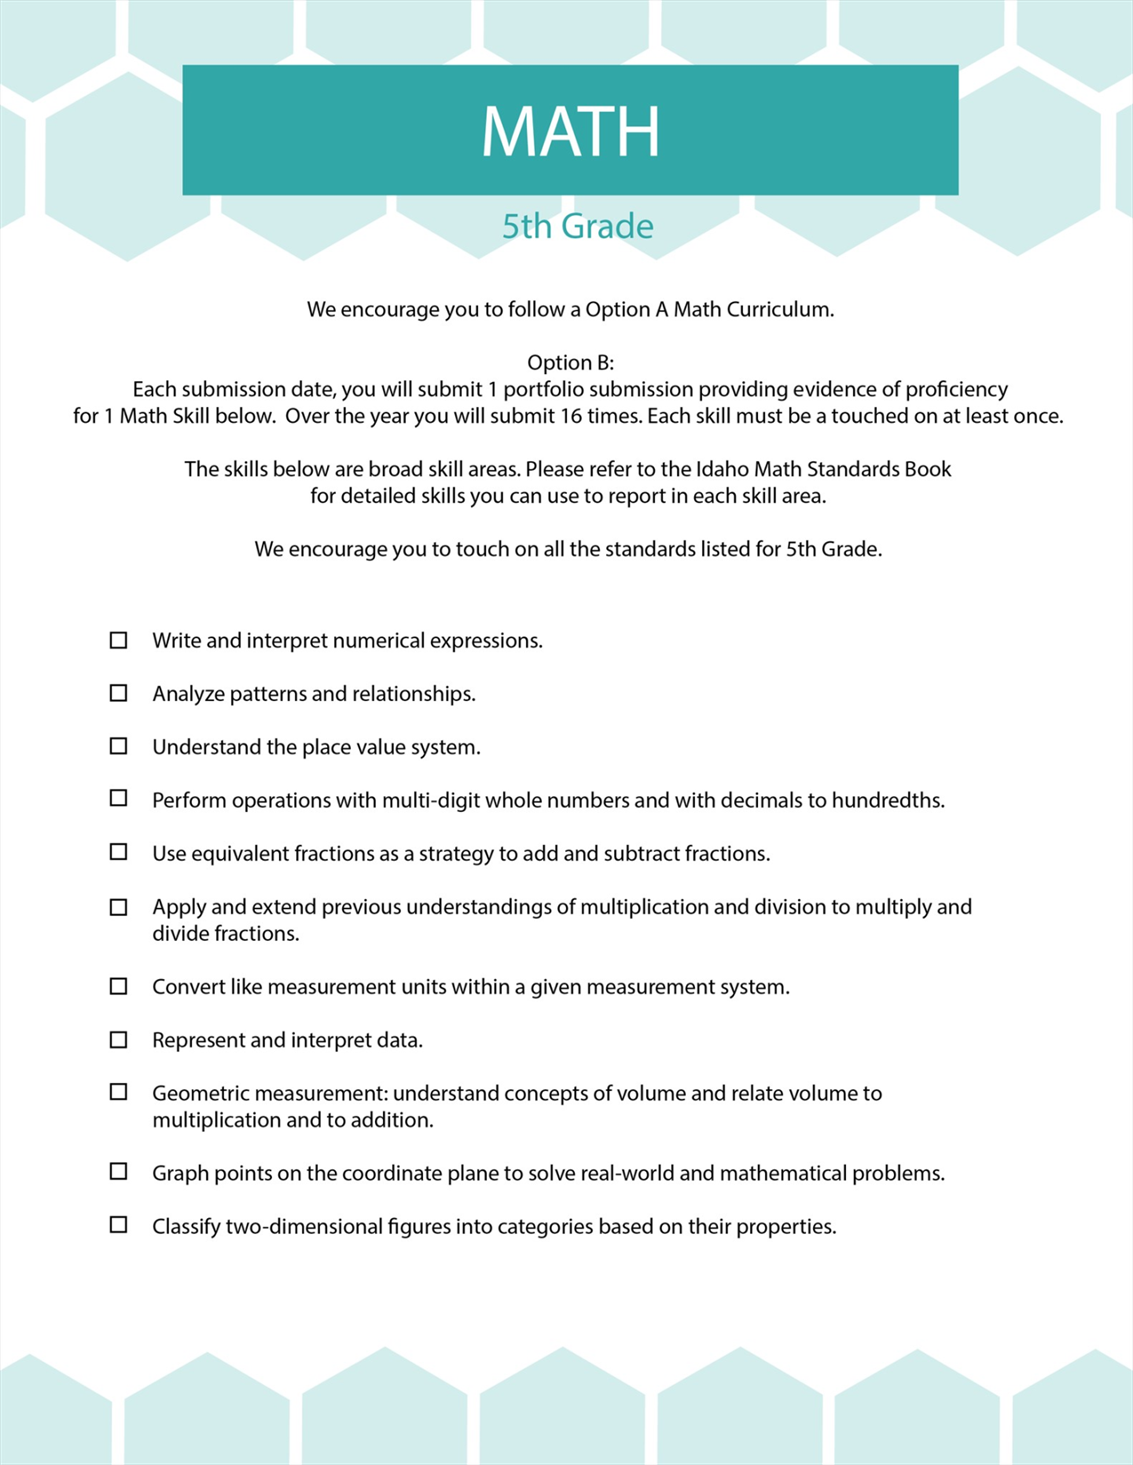 MATH
5th Grade
We encourage you to follow a Option A Math Curriculum.
Option B:
Each submission date, you will submit 1 portfolio submission providing evidence of proficiency
for 1 Math Skill below.  Over the year you will submit 16 times. Each skill must be a touched on at least once.
The skills below are broad skill areas. Please refer to the Idaho Math Standards Book
for detailed skills you can use to report in each skill area.
We encourage you to touch on all the standards listed for 5th Grade.
Write and interpret numerical expressions.
Analyze patterns and relationships.
Understand the place value system.
Perform operations with multi-digit whole numbers and with decimals to hundredths.
Use equivalent fractions as a strategy to add and subtract fractions.
Apply and extend previous understandings of multiplication and division to multiply and
divide fractions.
Convert like measurement units within a given measurement system.
Represent and interpret data.
Geometric measurement: understand concepts of volume and relate volume to
multiplication and to addition.
Graph points on the coordinate plane to solve real-world and mathematical problems.
Classify two-dimensional figures into categories based on their properties.